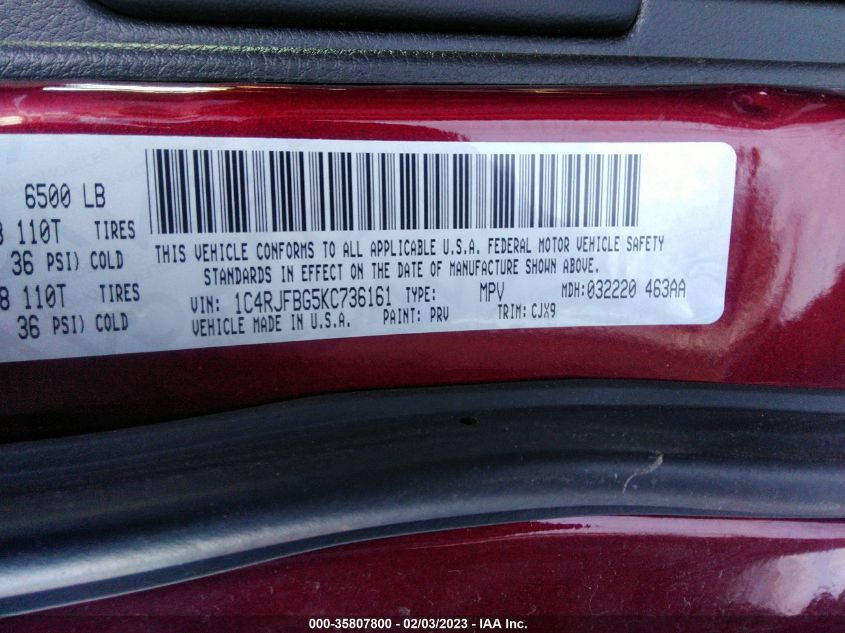 6500 LB
110T TIRES
36 PSI) COLD
8 110T TIRES
36 PSI) COLD
THIS VEHICLE CONFORMS TO ALL APPLICABLE U.S.A. FEDERAL MOTOR VEHICLE SAFETY
STANDARDS IN EFFECT ON THE DATE OF MANUFACTURE SHOWN ABOVE.
VIN: 1C4RJFBG5KC736161 TYPE: MPV MDH:032220 463AA
VEHICLE MADE IN U.S.A. PAINT: PRV TRIM: CJX9
000-35807800 - 02/03/2023 - IAA Inc.